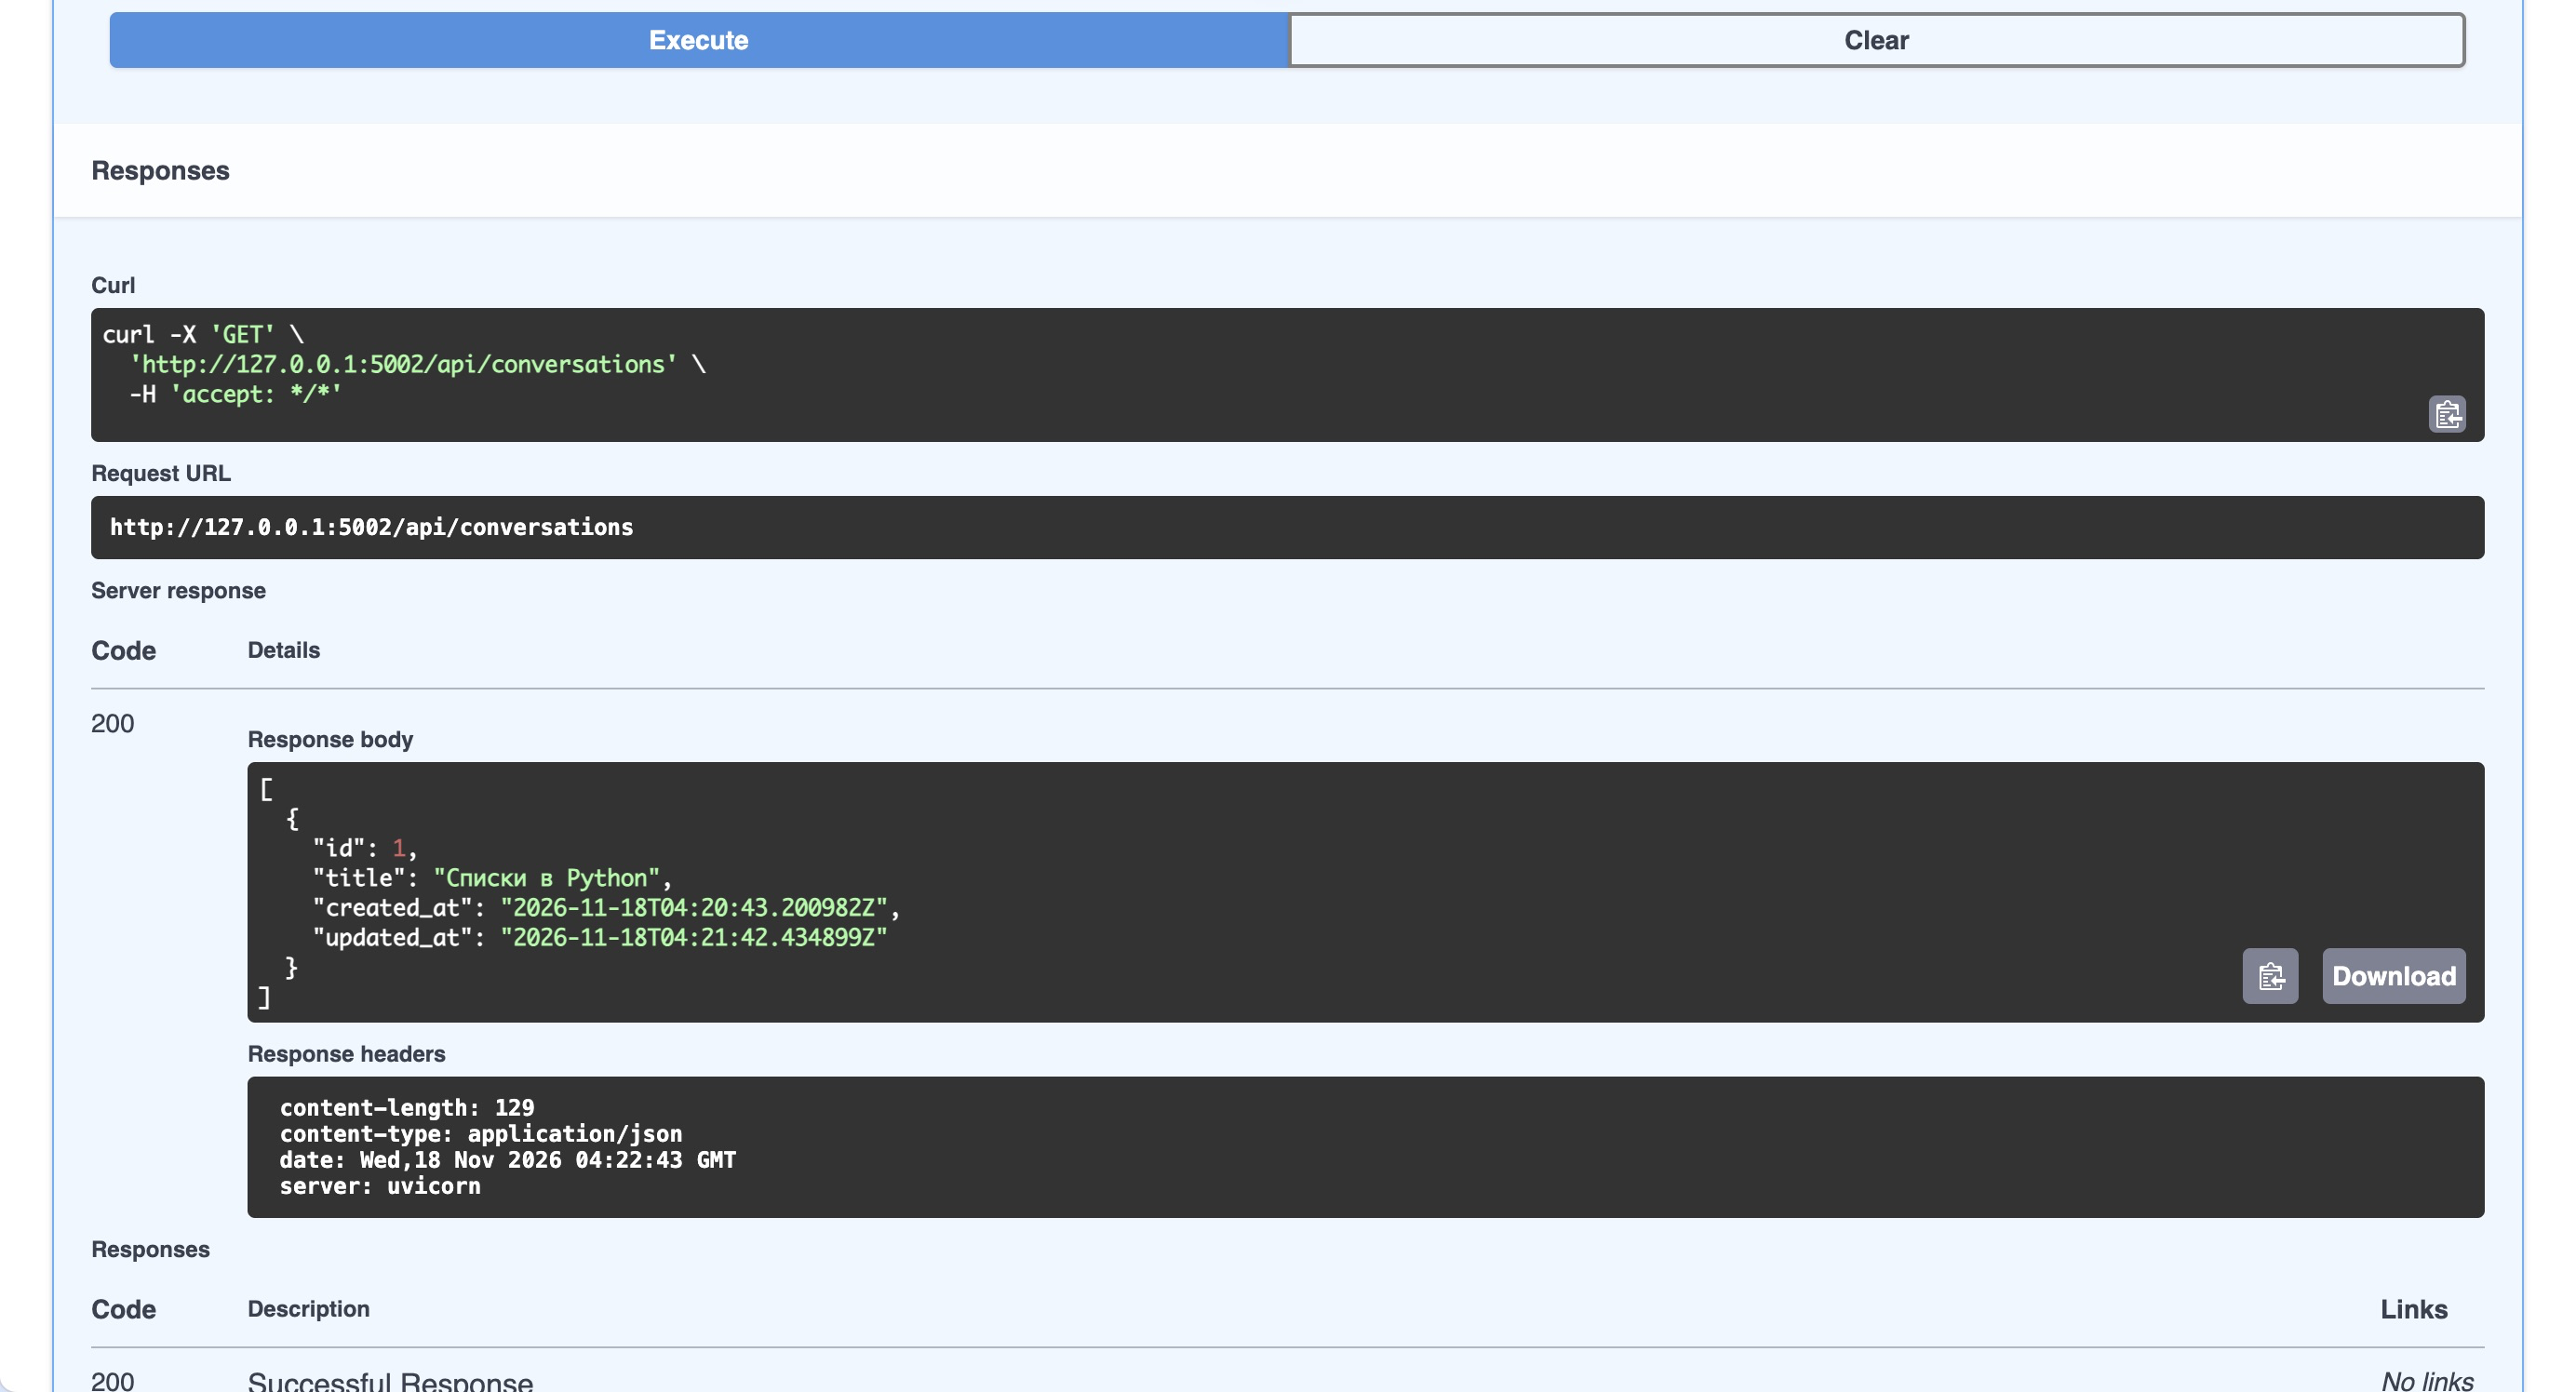 Execute
Clear
Responses
Curl
curl -X 'GET' \
'http://127.0.0.1:5002/api/conversations' \
-H 'accept: */*'
Request URL
http://127.0.0.1:5002/api/conversations
Server response
Code Details
200
Response body
[
{
"id": 1,
"title": "Списки в Python",
"created_at": "2026-11-18T04:20:43.200982Z",
"updated_at": "2026-11-18T04:21:42.434899Z"
}
]
Download
Response headers
content-length: 129
content-type: application/json
date: Wed,18 Nov 2026 04:22:43 GMT
server: uvicorn
Responses
Code Description Links
200 Successful Response No links